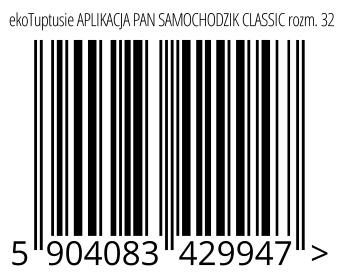 ekoTuptusie APLIKACJA PAN SAMOCHODZIK CLASSIC rozm. 32
5 904083 429947 >